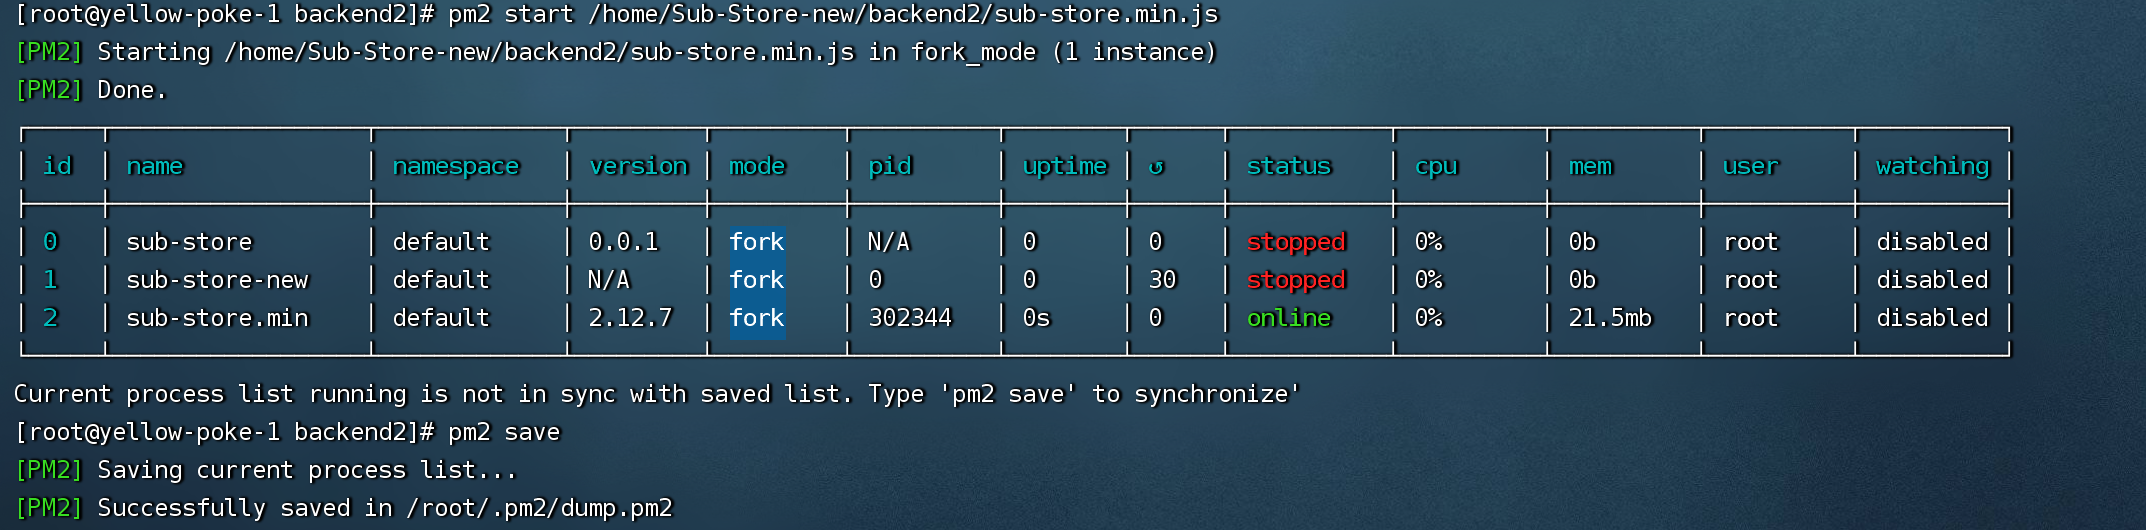 [root@yellow-poke-1 backend2]# pm2 start /home/Sub-Store-new/backend2/sub-store.min.js
[PM2] Starting /home/Sub-Store-new/backend2/sub-store.min.js in fork_mode (1 instance)
[PM2] Done.
id name namespace version mode pid uptime ↺ status cpu mem user watching
0 sub-store default 0.0.1 fork N/A 0 0 stopped 0% 0b root disabled
1 sub-store-new default N/A fork 0 0 30 stopped 0% 0b root disabled
2 sub-store.min default 2.12.7 fork 302344 0s 0 online 0% 21.5mb root disabled
Current process list running is not in sync with saved list. Type 'pm2 save' to synchronize'
[root@yellow-poke-1 backend2]# pm2 save
[PM2] Saving current process list...
[PM2] Successfully saved in /root/.pm2/dump.pm2